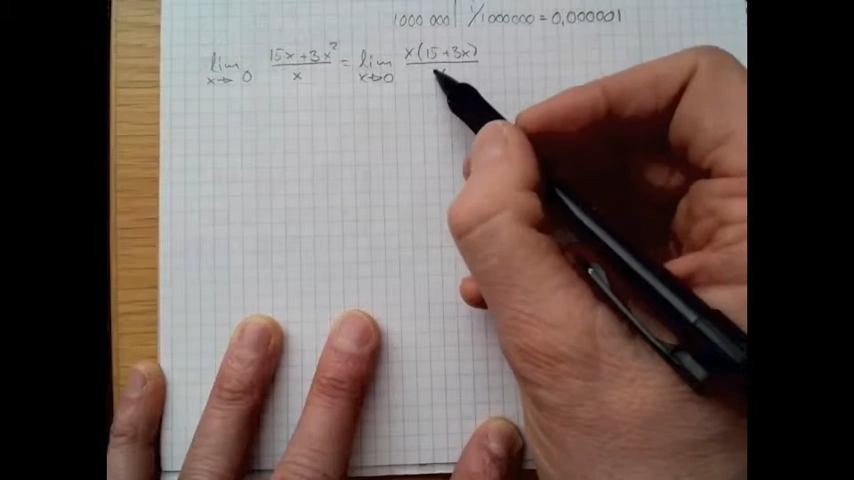 1000 000 | 1/1000000 = 0,000001
lim x→0 15x+3x²/x = lim x→0 x(15+3x)/x